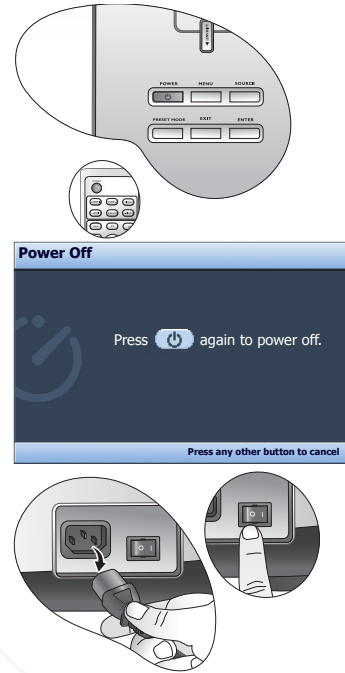 POWER MENU SOURCE
PRESET MODE EXIT ENTER
Power Off
Press again to power off.
Press any other button to cancel